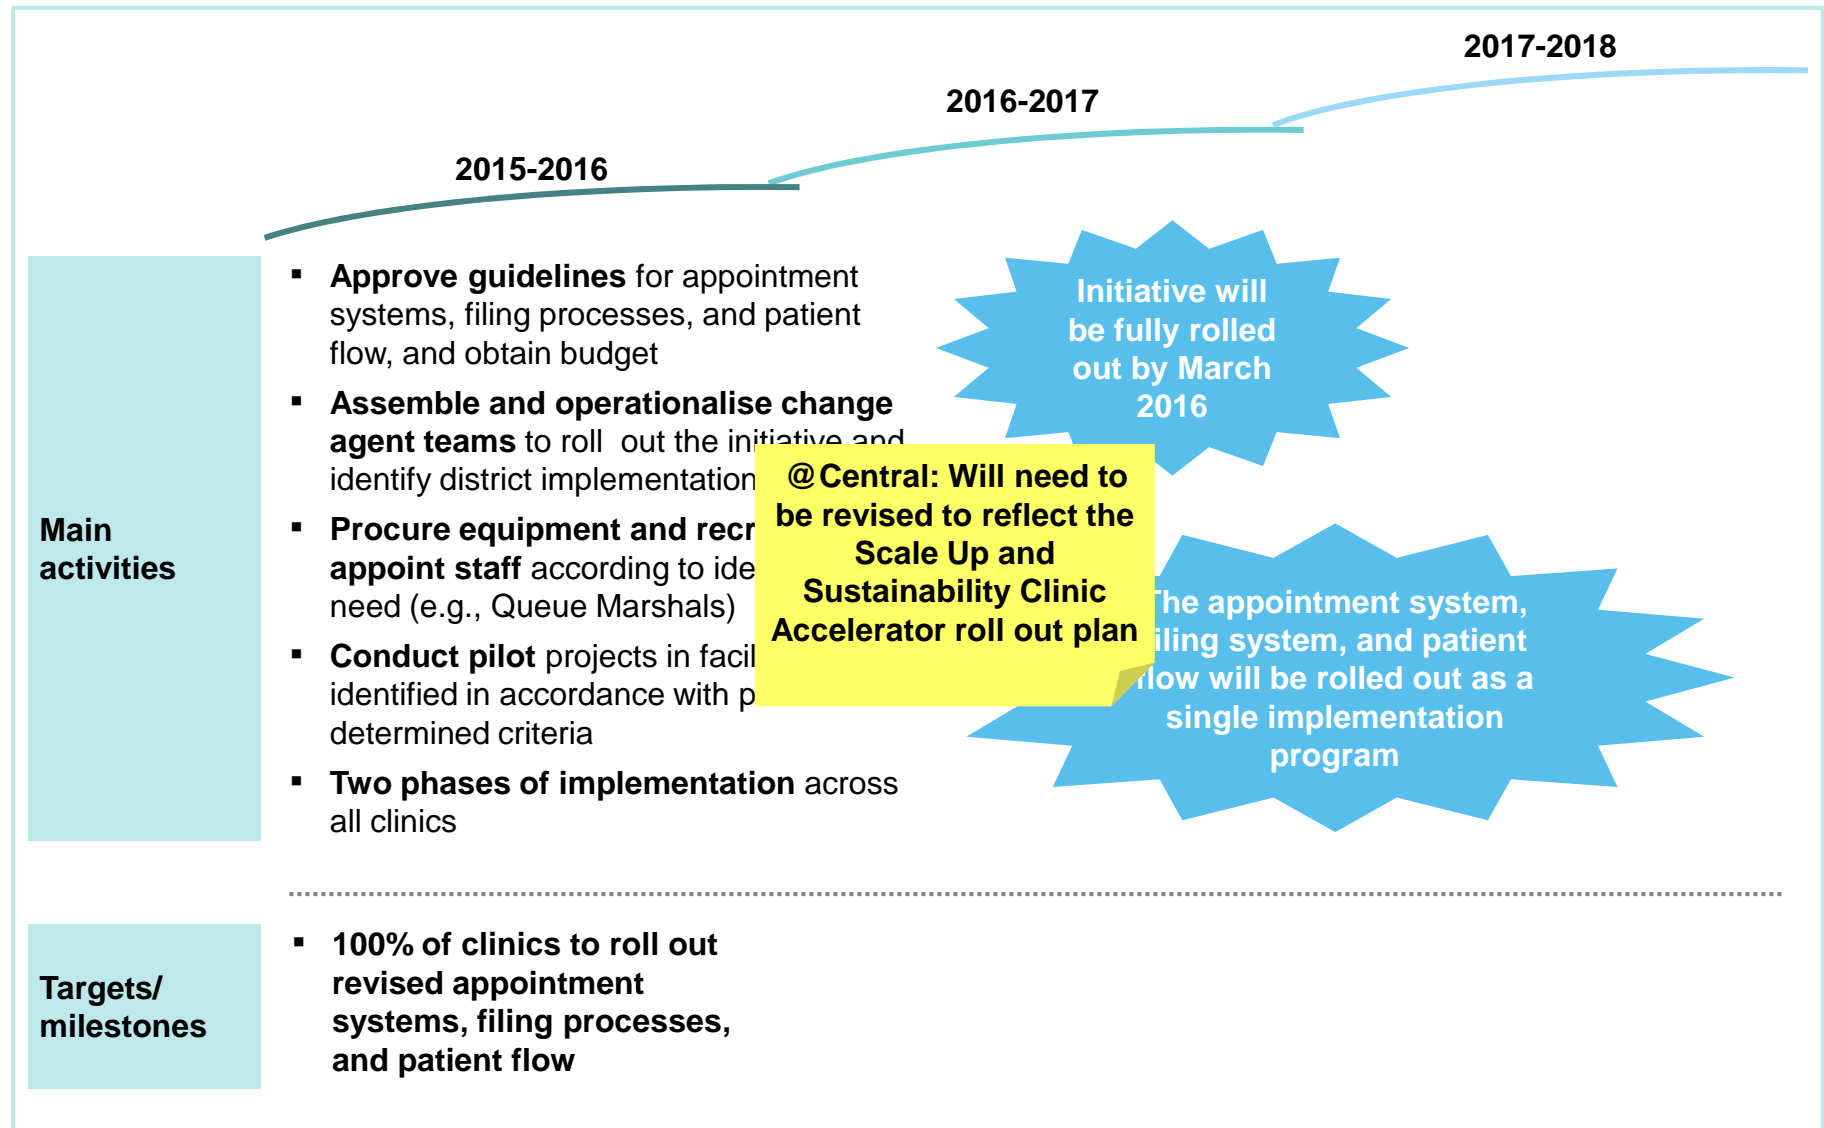 2017-2018
2016-2017
2015-2016
Main
activities
▪ Approve guidelines for appointment
systems, filing processes, and patient
flow, and obtain budget
▪ Assemble and operationalise change
agent teams to roll  out the initiative and
identify district implementation
▪ Procure equipment and
appoint staff according to
need (e.g., Queue Marshals)
▪ Conduct pilot projects in
identified in accordance with
determined criteria
▪ Two phases of implementation across
all clinics
Initiative will
be fully rolled
out by March
2016
@Central: Will need to
be revised to reflect the
Scale Up and
Sustainability Clinic
Accelerator roll out plan
The appointment system,
filing system, and patient
flow will be rolled out as a
single implementation
program
Targets/
milestones
▪ 100% of clinics to roll out
revised appointment
systems, filing processes,
and patient flow